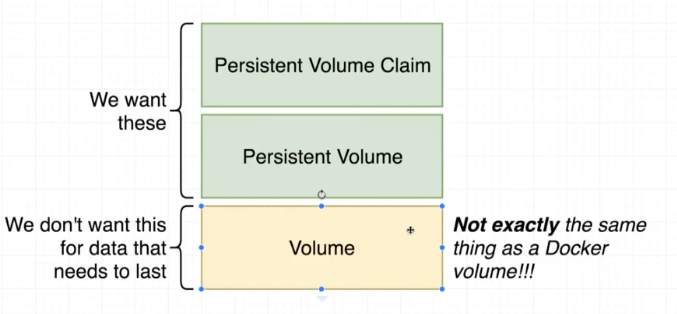 Persistent Volume Claim
We want
these
Persistent Volume
We don't want this
for data that
needs to last
Volume
Not exactly the same
thing as a Docker
volume!!!